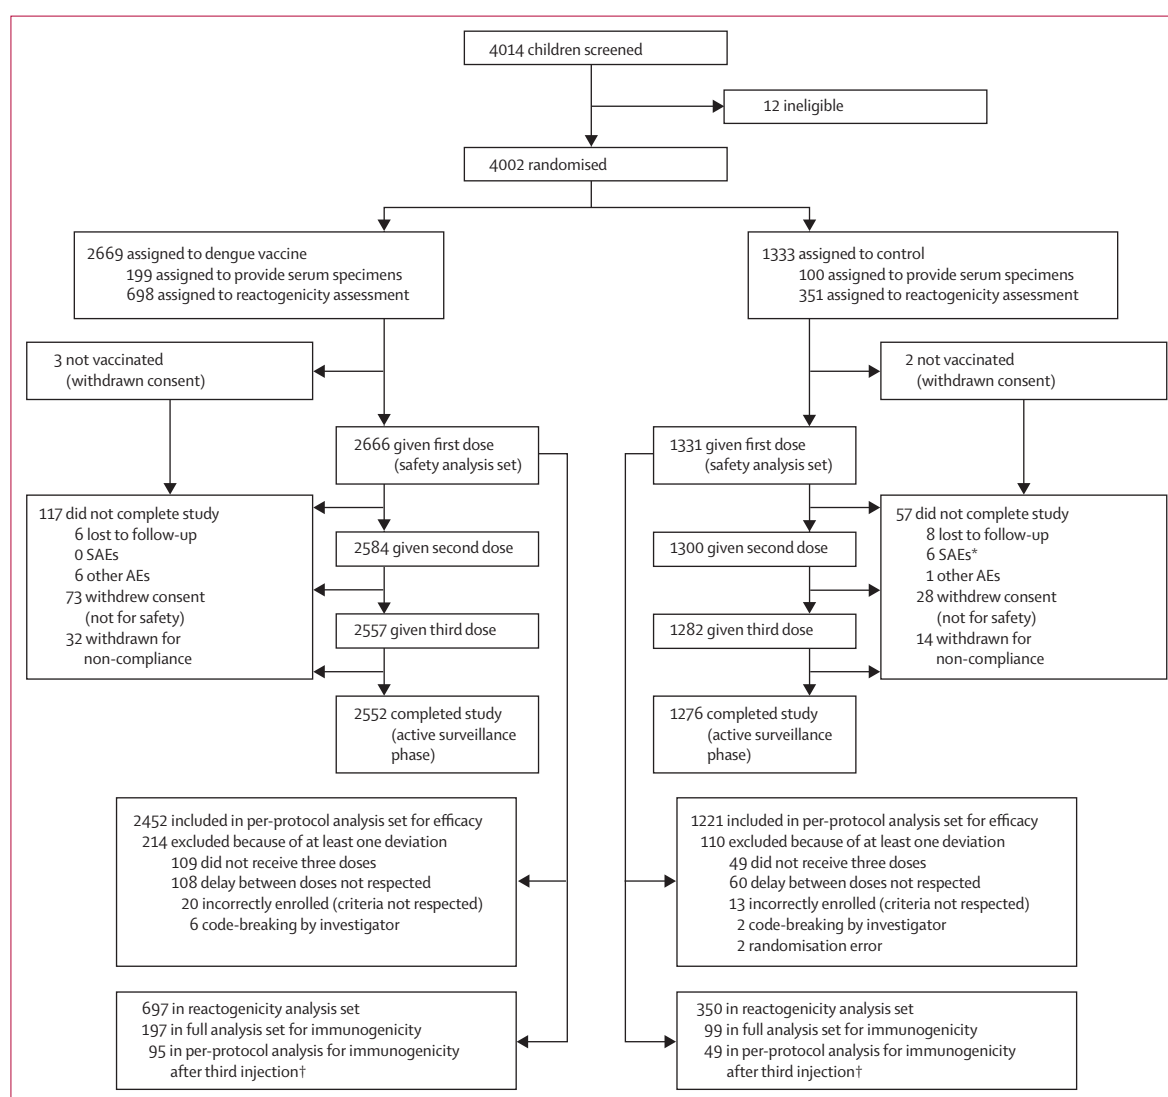 4014 children screened
12 ineligible
4002 randomised
2669 assigned to dengue vaccine
199 assigned to provide serum specimens
698 assigned to reactogenicity assessment
1333 assigned to control
100 assigned to provide serum specimens
351 assigned to reactogenicity assessment
3 not vaccinated
(withdrawn consent)
2 not vaccinated
(withdrawn consent)
2666 given first dose
(safety analysis set)
1331 given first dose
(safety analysis set)
117 did not complete study
6 lost to follow-up
0 SAEs
6 other AEs
73 withdrew consent
(not for safety)
32 withdrawn for
non-compliance
2584 given second dose
2557 given third dose
2552 completed study
(active surveillance
phase)
1300 given second dose
1282 given third dose
1276 completed study
(active surveillance
phase)
57 did not complete study
8 lost to follow-up
6 SAEs*
1 other AEs
28 withdrew consent
(not for safety)
14 withdrawn for
non-compliance
2452 included in per-protocol analysis set for efficacy
214 excluded because of at least one deviation
109 did not receive three doses
108 delay between doses not respected
20 incorrectly enrolled (criteria not respected)
6 code-breaking by investigator
1221 included in per-protocol analysis set for efficacy
110 excluded because of at least one deviation
49 did not receive three doses
60 delay between doses not respected
13 incorrectly enrolled (criteria not respected)
2 code-breaking by investigator
2 randomisation error
697 in reactogenicity analysis set
197 in full analysis set for immunogenicity
95 in per-protocol analysis for immunogenicity
after third injection†
350 in reactogenicity analysis set
99 in full analysis set for immunogenicity
49 in per-protocol analysis for immunogenicity
after third injection†